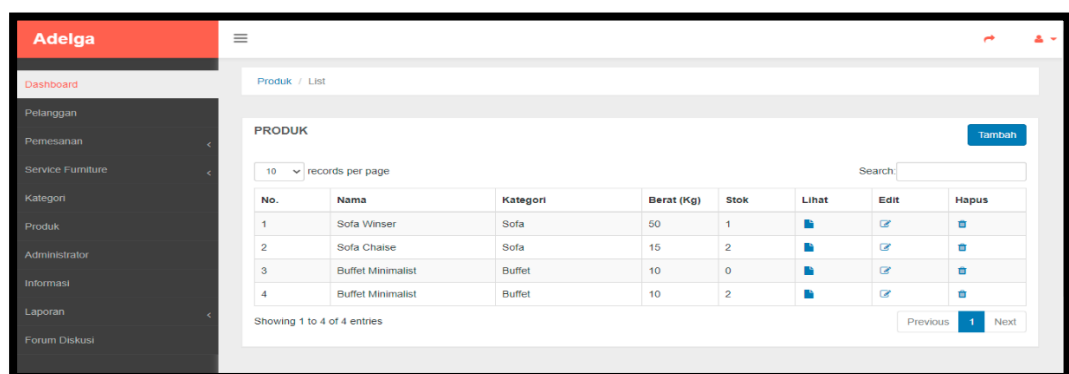 Adelga
Dashboard
Pelanggan
Pemesanan
Service Furniture
Kategori
Produk
Administrator
Informasi
Laporan
Forum Diskusi
Produk / List
PRODUK
Tambah
10 records per page Search:
No. Nama Kategori Berat (Kg) Stok Lihat Edit Hapus
1 Sofa Winser Sofa 50 1
2 Sofa Chaise Sofa 15 2
3 Buffet Minimalist Buffet 10 0
4 Buffet Minimalist Buffet 10 2
Showing 1 to 4 of 4 entries Previous 1 Next